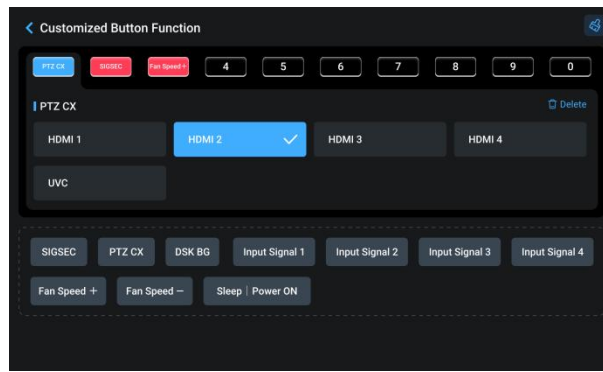 Customized Button Function
PTZ CX SIGSEC Fan Speed + 4 5 6 7 8 9 0
PTZ CX Delete
HDMI 1 HDMI 2 HDMI 3 HDMI 4
UVC
SIGSEC PTZ CX DSK BG Input Signal 1 Input Signal 2 Input Signal 3 Input Signal 4
Fan Speed + Fan Speed − Sleep | Power ON